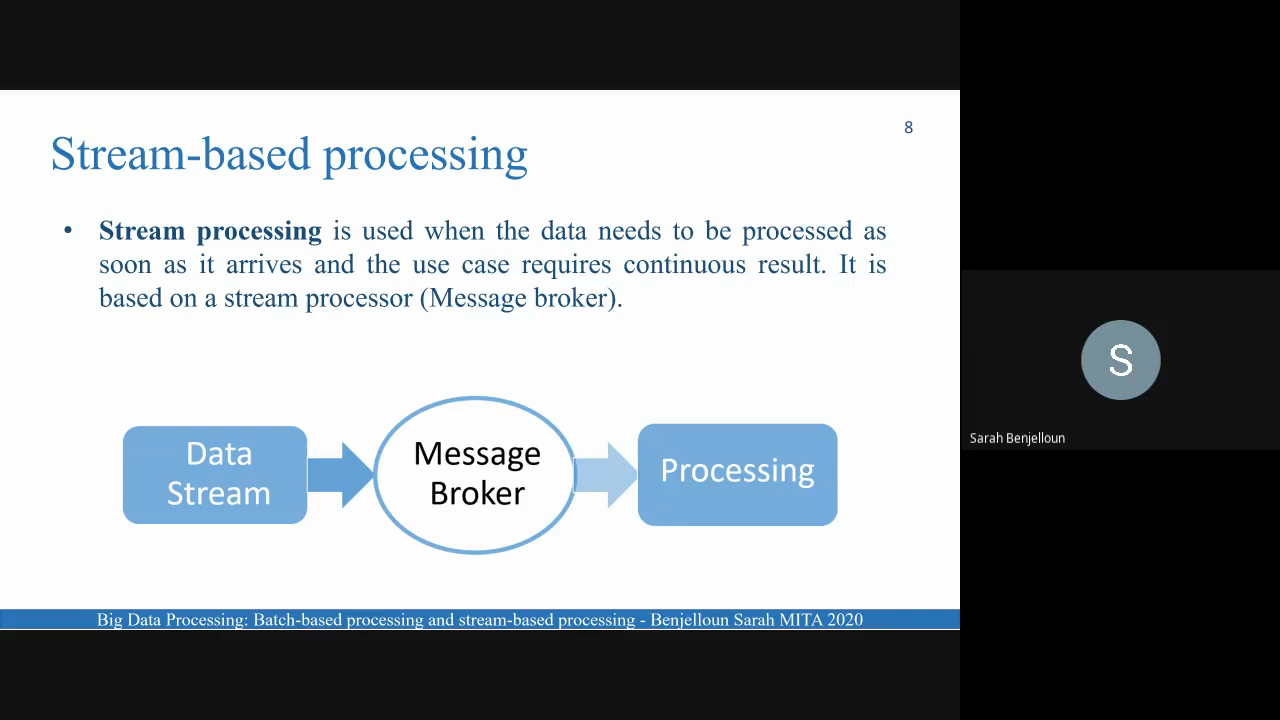 8
Stream-based processing
• Stream processing is used when the data needs to be processed as
soon as it arrives and the use case requires continuous result. It is
based on a stream processor (Message broker).
Data
Stream
Message
Broker
Processing
Big Data Processing: Batch-based processing and stream-based processing - Benjelloun Sarah MITA 2020
S
Sarah Benjelloun